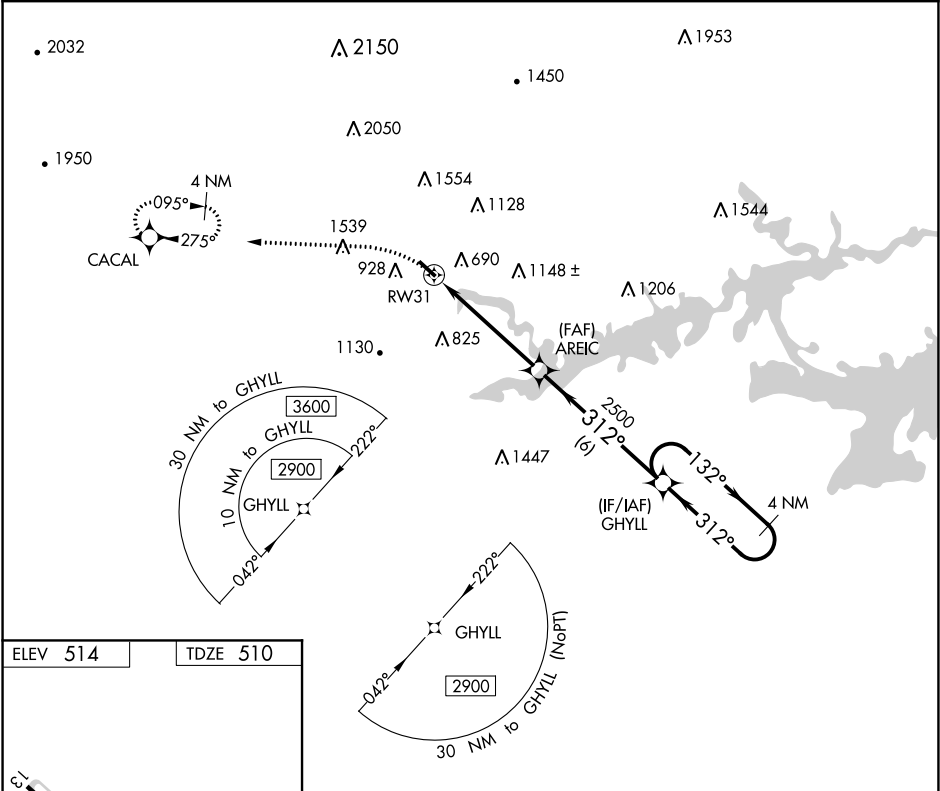 2032
2150
1953
1450
2050
1950
1554
4 NM
1128
095°
1544
1539
275°
690
CACAL
928
1148 ±
RW31
1206
(FAF)
AREIC
825
1130
30 NM to GHYLL
3600
2500
312°
(6)
10 NM to GHYLL
222°
2900
1447
132°
GHYLL
4 NM
(IF/IAF)
GHYLL
312°
042°
222°
GHYLL
ELEV 514
TDZE 510
042°
2900
30 NM to GHYLL (NoPT)
13